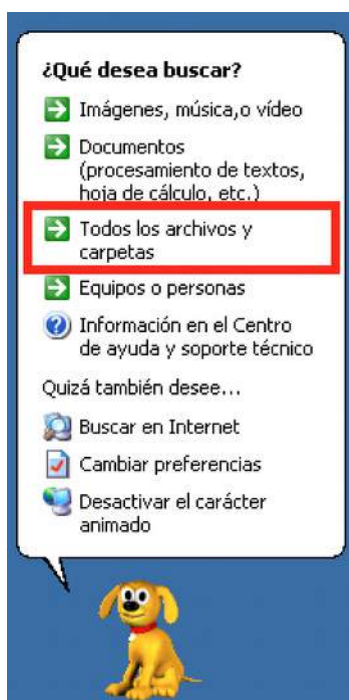 ¿Qué desea buscar?
Imágenes, música,o vídeo
Documentos
(procesamiento de textos,
hoja de cálculo, etc.)
Todos los archivos y
carpetas
Equipos o personas
Información en el Centro
de ayuda y soporte técnico
Quizá también desee...
Buscar en Internet
Cambiar preferencias
Desactivar el carácter
animado